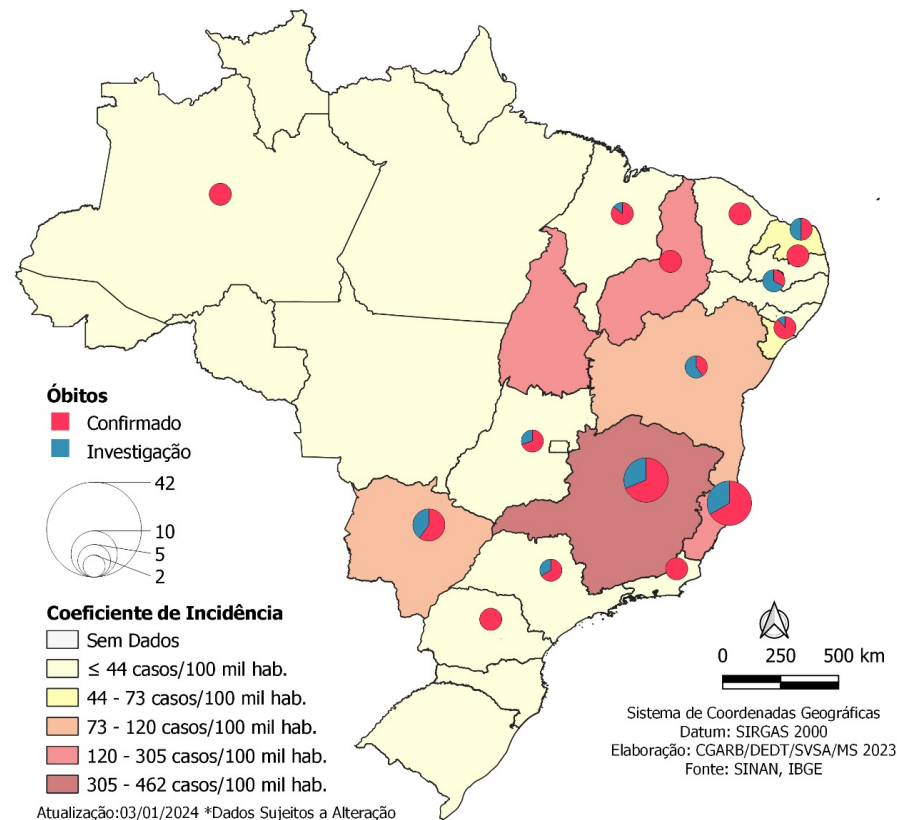 Óbitos
Confirmado
Investigação
42
10
5
2
Coeficiente de Incidência
Sem Dados
≤ 44 casos/100 mil hab.
44 - 73 casos/100 mil hab.
73 - 120 casos/100 mil hab.
120 - 305 casos/100 mil hab.
305 - 462 casos/100 mil hab.
Atualização:03/01/2024 *Dados Sujeitos a Alteração
0 250 500 km
Sistema de Coordenadas Geográficas
Datum: SIRGAS 2000
Elaboração: CGARB/DEDT/SVSA/MS 2023
Fonte: SINAN, IBGE